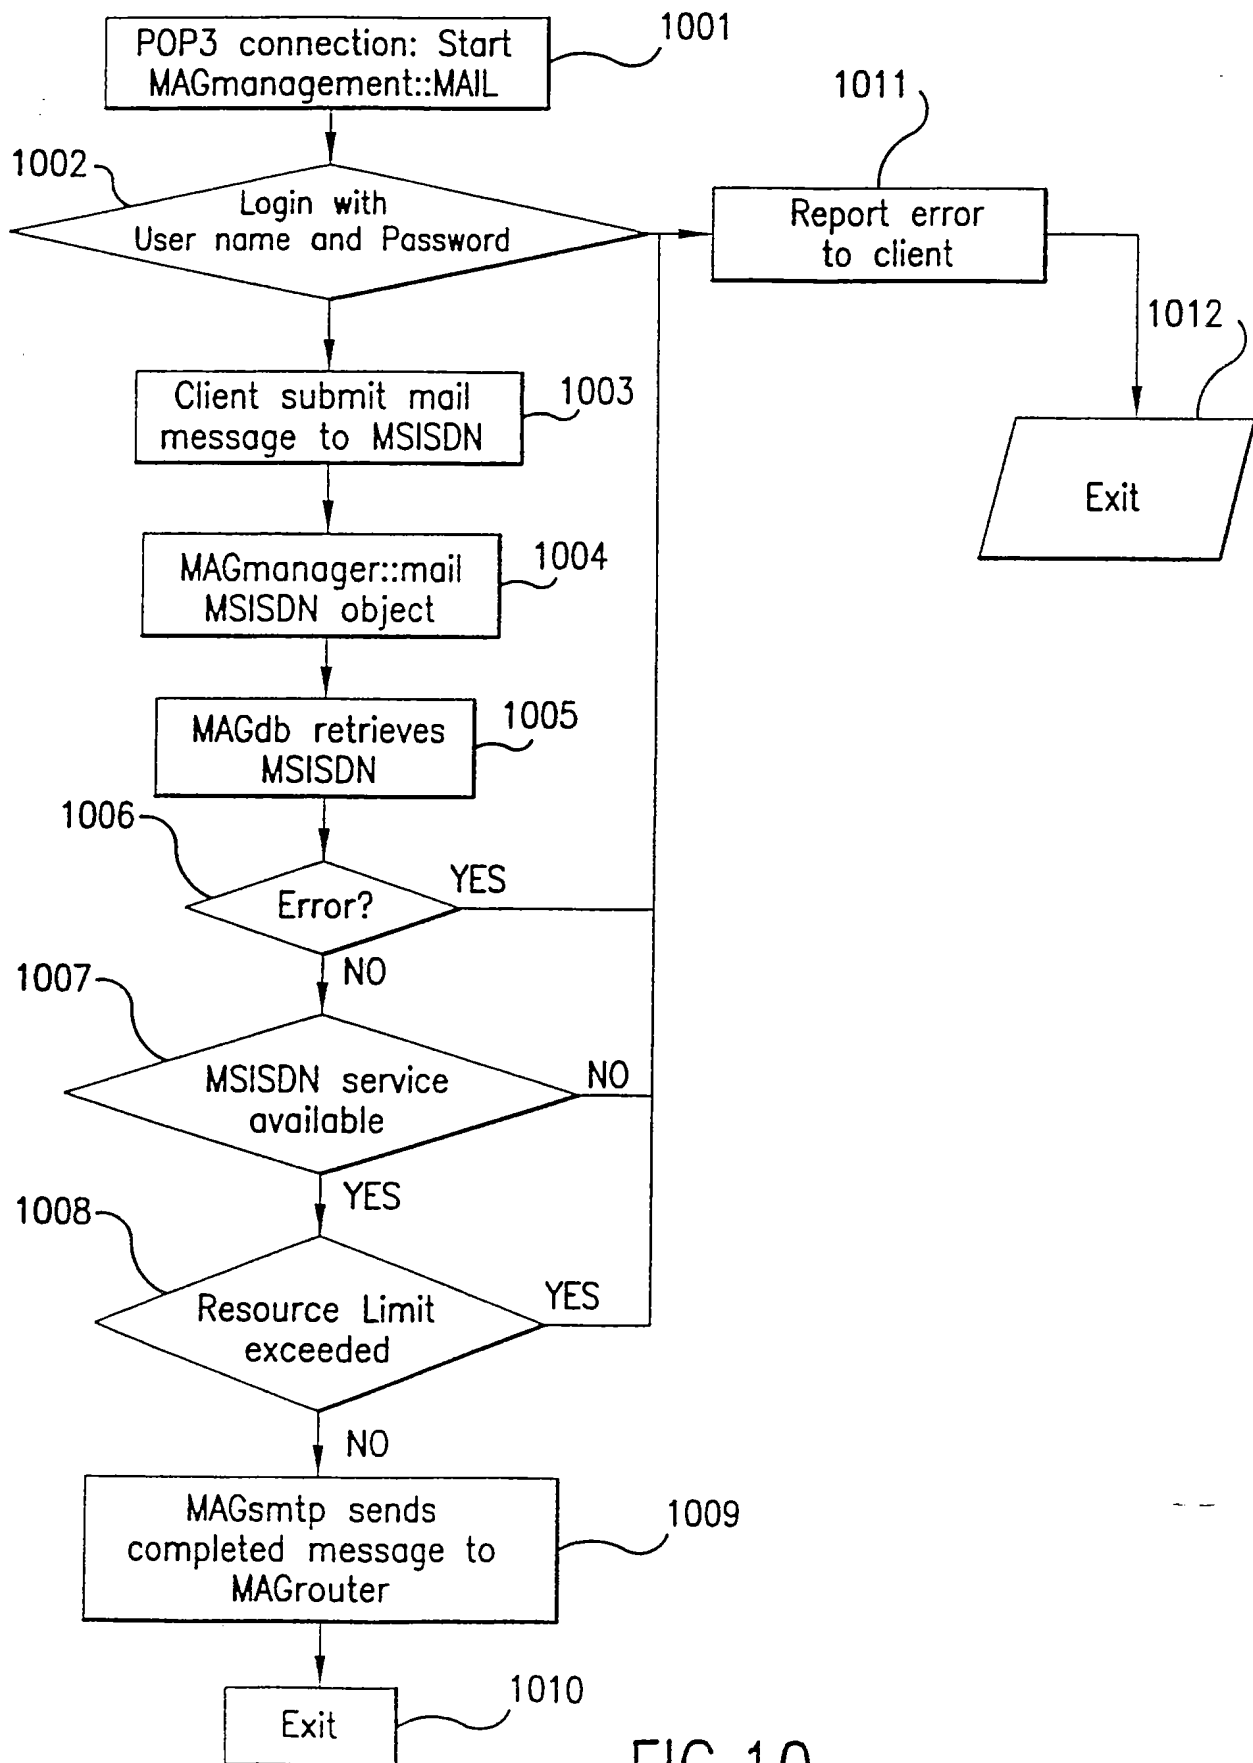 POP3 connection: Start
MAGmanagement::MAIL
1001
1011
1002
Login with
User name and Password
Report error
to client
1012
Exit
Client submit mail
message to MSISDN
1003
MAGmanager::mail
MSISDN object
1004
MAGdb retrieves
MSISDN
1005
1006
Error?
YES
NO
1007
MSISDN service
available
NO
YES
1008
Resource Limit
exceeded
YES
NO
MAGsmtp sends
completed message to
MAGrouter
1009
Exit
1010
FIG.10